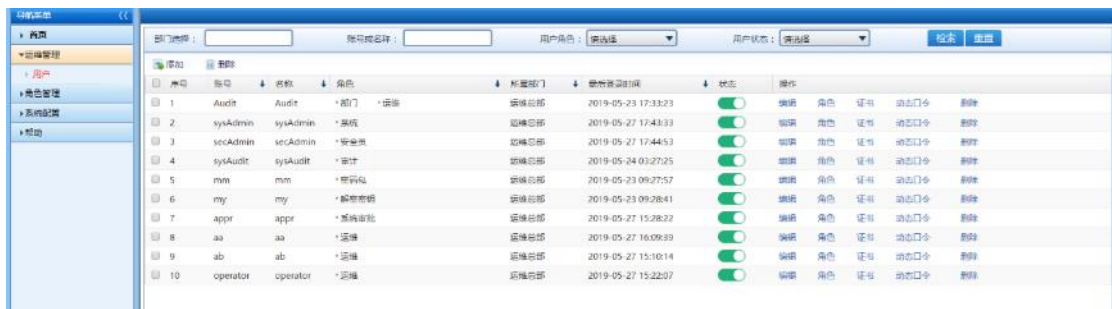 导航菜单
首页
运维管理
用户
角色管理
系统配置
帮助
部门选择： 账号或名称： 用户角色： 请选择 用户状态： 请选择 检索 重置
添加 删除
序号 账号 名称 角色 所属部门 最后登录时间 状态 操作
1 Audit Audit *部门 *运维 运维总部 2019-05-23 17:33:23 编辑 角色 证书 动态口令 删除
2 sysAdmin sysAdmin *系统 运维总部 2019-05-27 17:43:33 编辑 角色 证书 动态口令 删除
3 secAdmin secAdmin *安全员 运维总部 2019-05-27 17:44:53 编辑 角色 证书 动态口令 删除
4 sysAudit sysAudit *审计 运维总部 2019-05-24 03:27:25 编辑 角色 证书 动态口令 删除
5 mm mm 运维总部 2019-05-23 09:27:57 编辑 角色 证书 动态口令 删除
6 my my *解密密钥 运维总部 2019-05-23 09:28:41 编辑 角色 证书 动态口令 删除
7 appr appr *系统审批 运维总部 2019-05-27 15:28:22 编辑 角色 证书 动态口令 删除
8 aa aa *运维 运维总部 2019-05-27 16:09:39 编辑 角色 证书 动态口令 删除
9 ab ab *运维 运维总部 2019-05-27 15:10:14 编辑 角色 证书 动态口令 删除
10 operator operator *运维 运维总部 2019-05-27 15:22:07 编辑 角色 证书 动态口令 删除